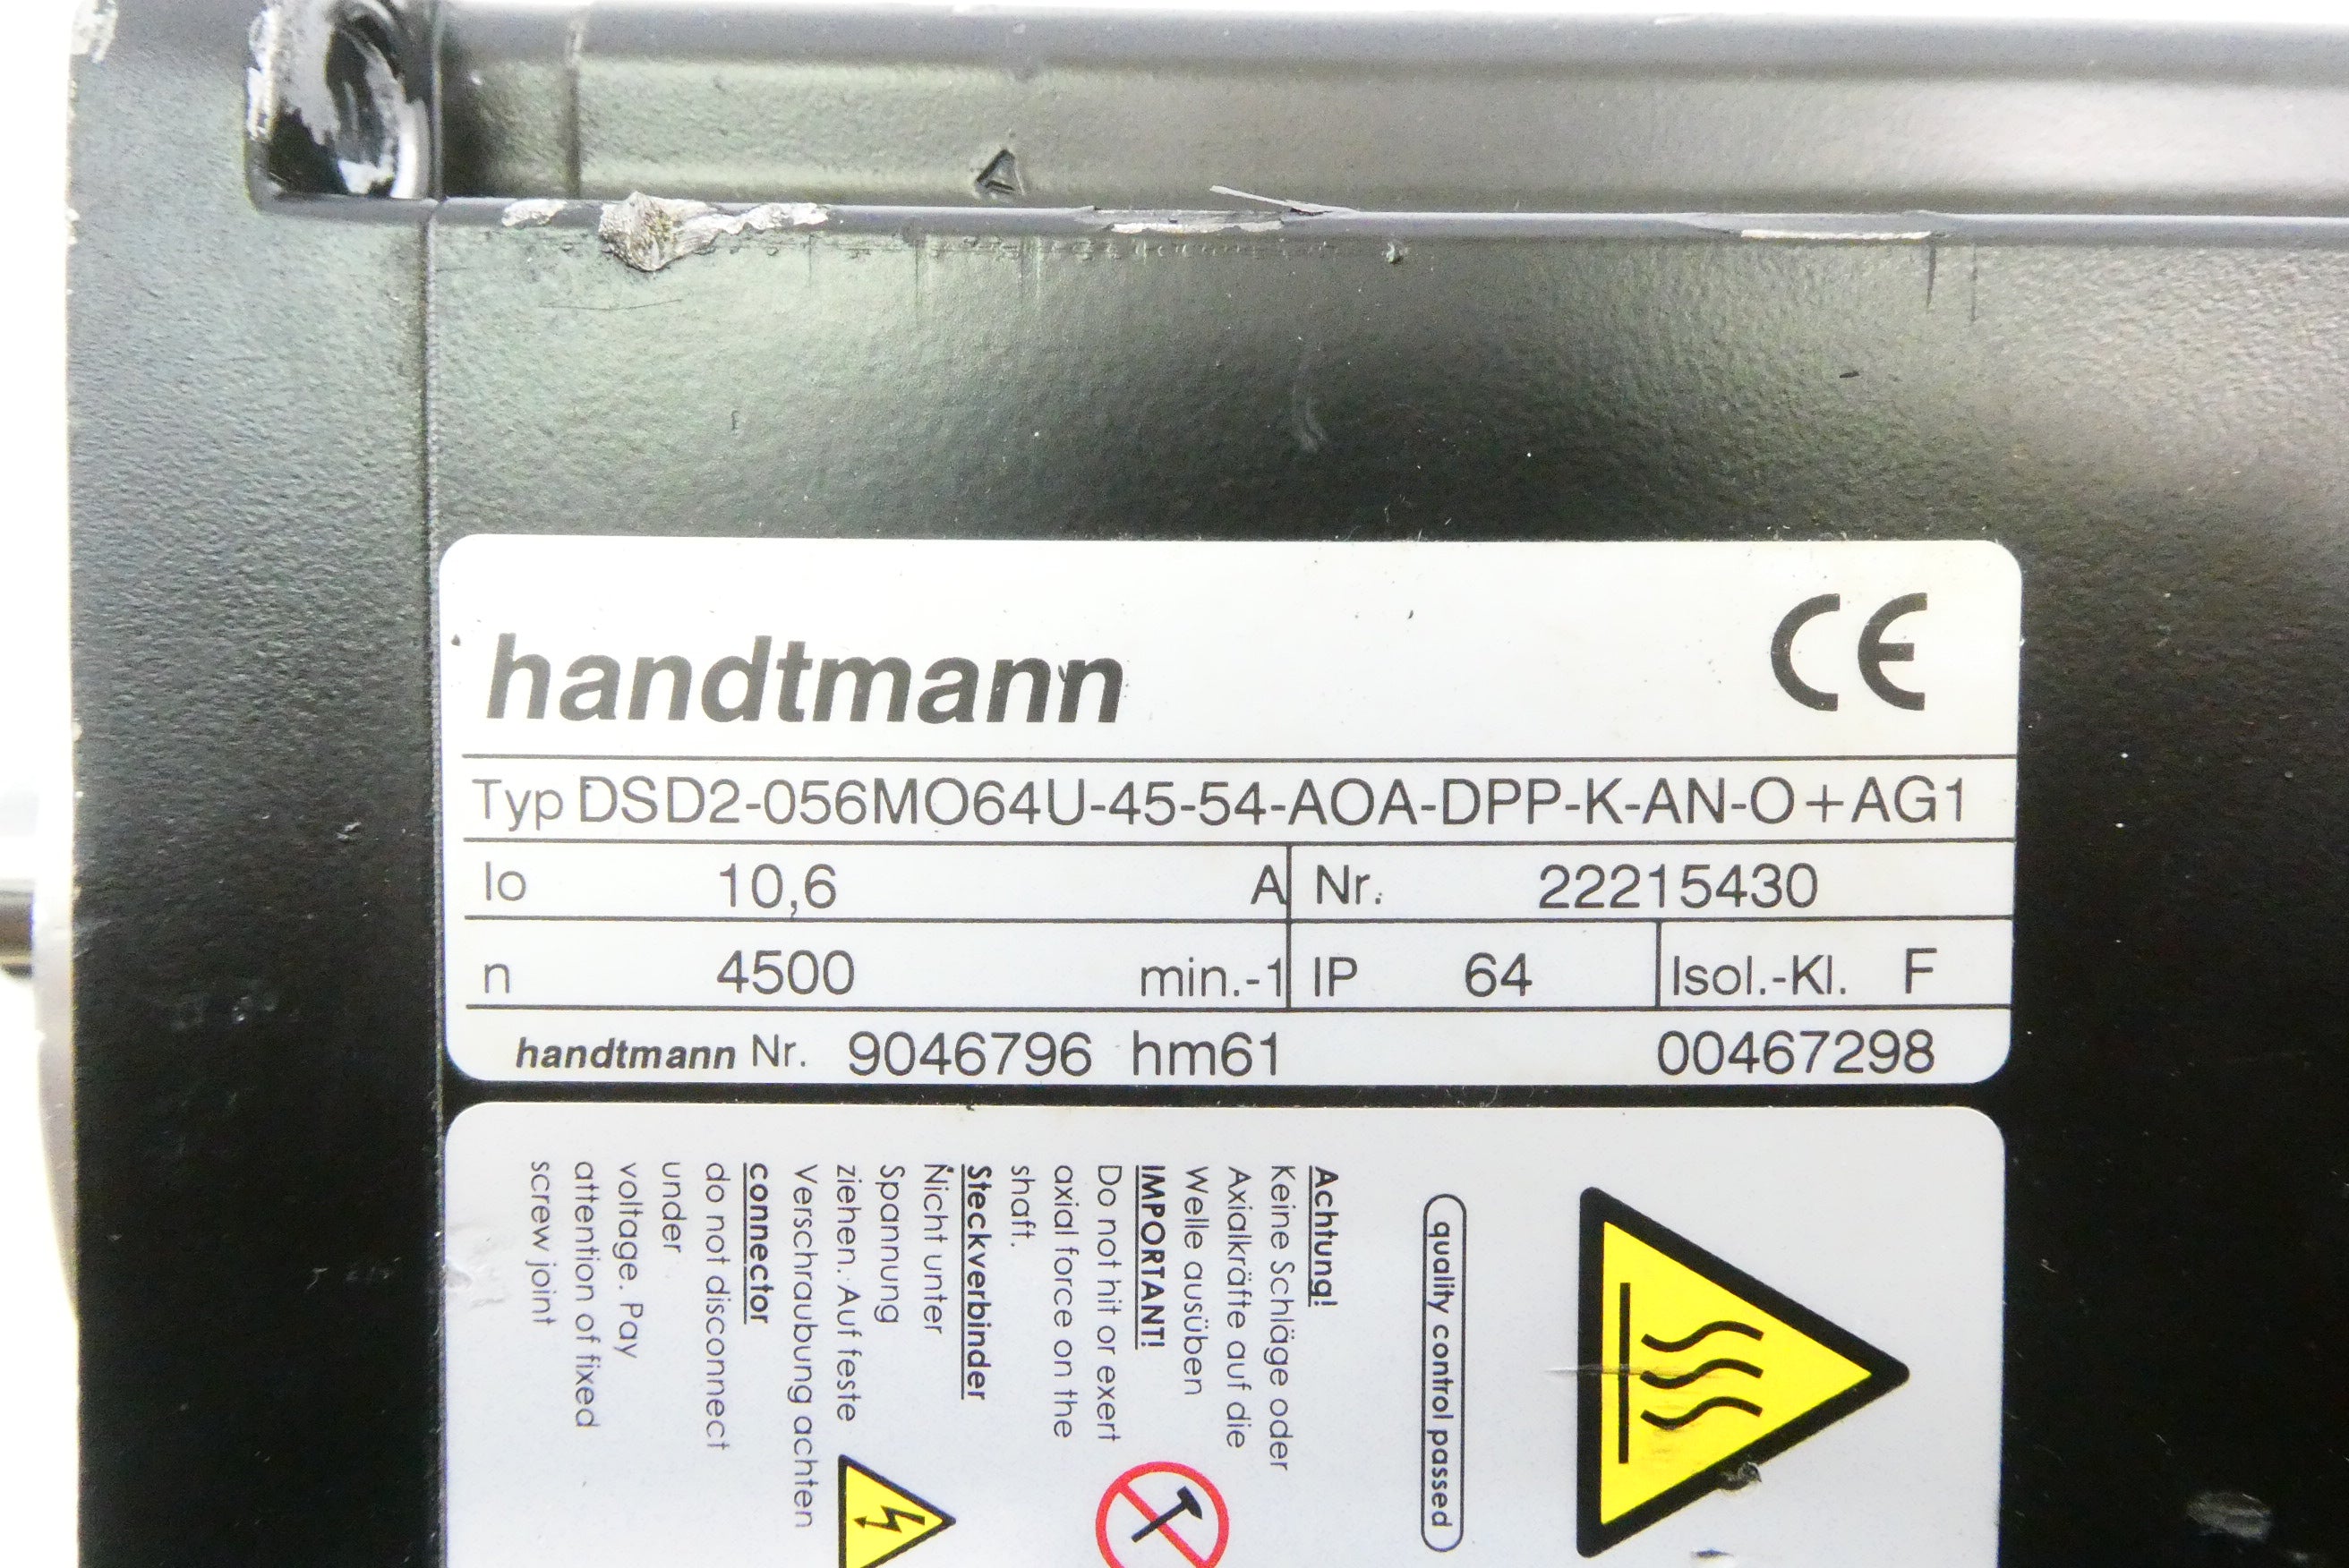 handtmann CE
Typ DSD2-056MO64U-45-54-AOA-DPP-K-AN-O+AG1
Io 10,6 A Nr. 22215430
n 4500 min.-1 IP 64 Isol.-Kl. F
handtmann Nr. 9046796 hm61 00467298
quality control passed
Achtung!
Keine Schläge oder
Axialkräfte auf die
Welle ausüben
IMPORTANT!
Do not hit or exert
axial force on the
shaft.
Steckverbinder
Nicht unter
Spannung
ziehen. Auf feste
Verschraubung achten
connector
do not disconnect
under
voltage. Pay
attention of fixed
screw joint